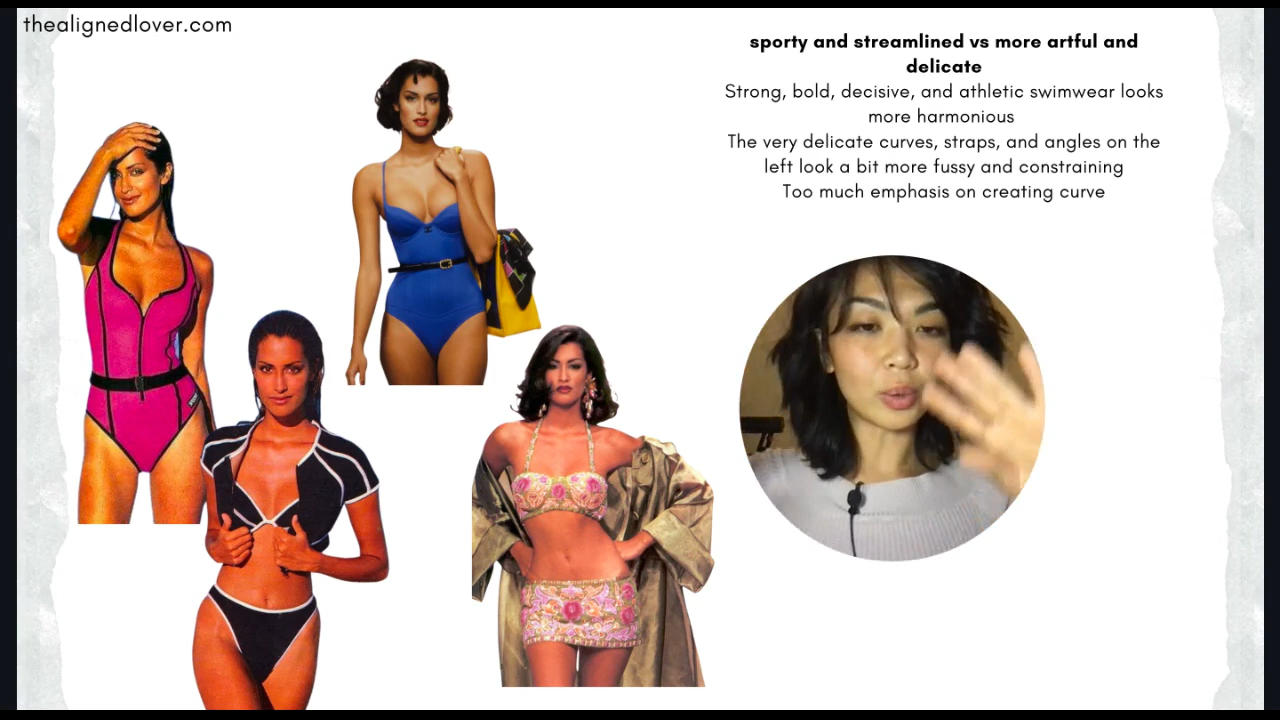 thealignedlover.com
sporty and streamlined vs more artful and
delicate
Strong, bold, decisive, and athletic swimwear looks
more harmonious
The very delicate curves, straps, and angles on the
left look a bit more fussy and constraining
Too much emphasis on creating curve